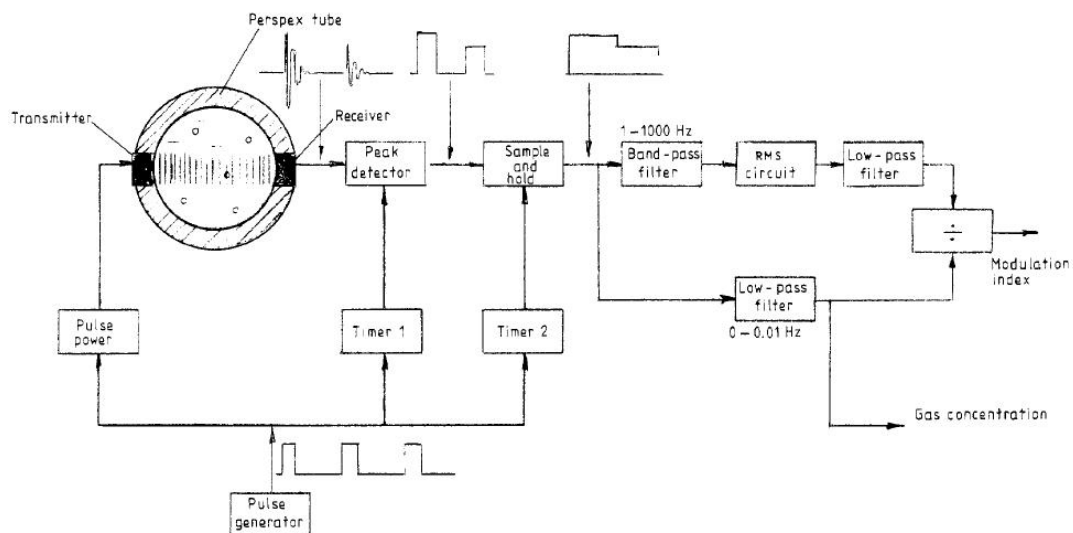 Perspex tube
Transmitter
Receiver
Peak
detector
Sample
and
hold
1-1000 Hz
Band-pass
filter
RMS
circuit
Low-pass
filter
÷
Modulation
index
Low-pass
filter
0-0.01 Hz
Pulse
power
Timer 1
Timer 2
Gas concentration
Pulse
generator